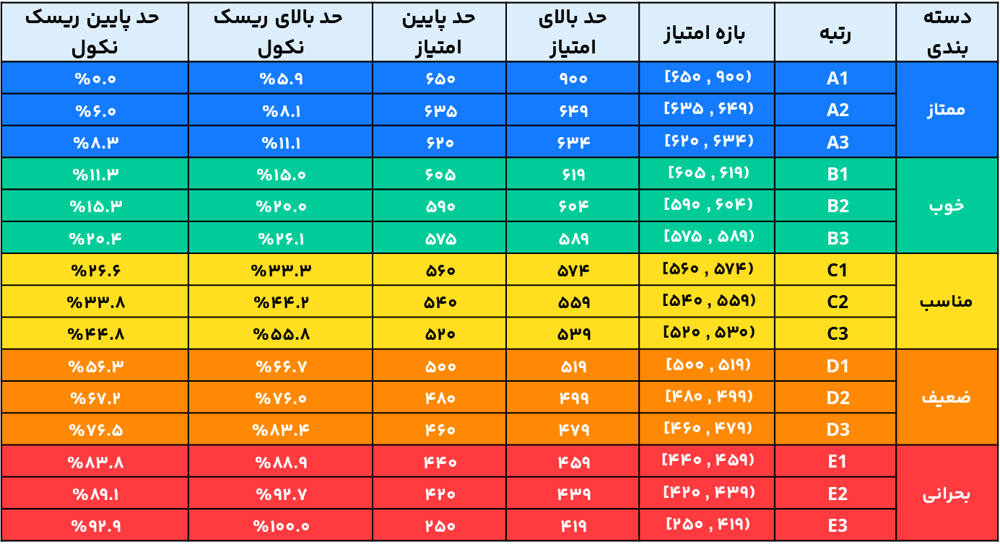 دسته بندی	رتبه	بازه امتیاز	حد بالای امتیاز	حد پایین امتیاز	حد بالای ریسک نکول	حد پایین ریسک نکول
ممتاز	A1	[۶۵۰ , ۹۰۰)	۹۰۰	۶۵۰	%۵.۹	%۰.۰
A2	[۶۳۵ , ۶۴۹)	۶۴۹	۶۳۵	%۸.۱	%۶.۰
A3	[۶۲۰ , ۶۳۴)	۶۳۴	۶۲۰	%۱۱.۱	%۸.۳
خوب	B1	[۶۰۵ , ۶۱۹)	۶۱۹	۶۰۵	%۱۵.۰	%۱۱.۳
B2	[۵۹۰ , ۶۰۴)	۶۰۴	۵۹۰	%۲۰.۰	%۱۵.۳
B3	[۵۷۵ , ۵۸۹)	۵۸۹	۵۷۵	%۲۶.۱	%۲۰.۴
مناسب	C1	[۵۶۰ , ۵۷۴)	۵۷۴	۵۶۰	%۳۳.۳	%۲۶.۶
C2	[۵۴۰ , ۵۵۹)	۵۵۹	۵۴۰	%۴۴.۲	%۳۳.۸
C3	[۵۲۰ , ۵۳۰)	۵۳۹	۵۲۰	%۵۵.۸	%۴۴.۸
ضعیف	D1	[۵۰۰ , ۵۱۹)	۵۱۹	۵۰۰	%۶۶.۷	%۵۶.۳
D2	[۴۸۰ , ۴۹۹)	۴۹۹	۴۸۰	%۷۶.۰	%۶۷.۲
D3	[۴۶۰ , ۴۷۹)	۴۷۹	۴۶۰	%۸۳.۴	%۷۶.۵
بحرانی	E1	[۴۴۰ , ۴۵۹)	۴۵۹	۴۴۰	%۸۸.۹	%۸۳.۸
E2	[۴۲۰ , ۴۳۹)	۴۳۹	۴۲۰	%۹۲.۷	%۸۹.۱
E3	[۲۵۰ , ۴۱۹)	۴۱۹	۲۵۰	%۱۰۰.۰	%۹۲.۹